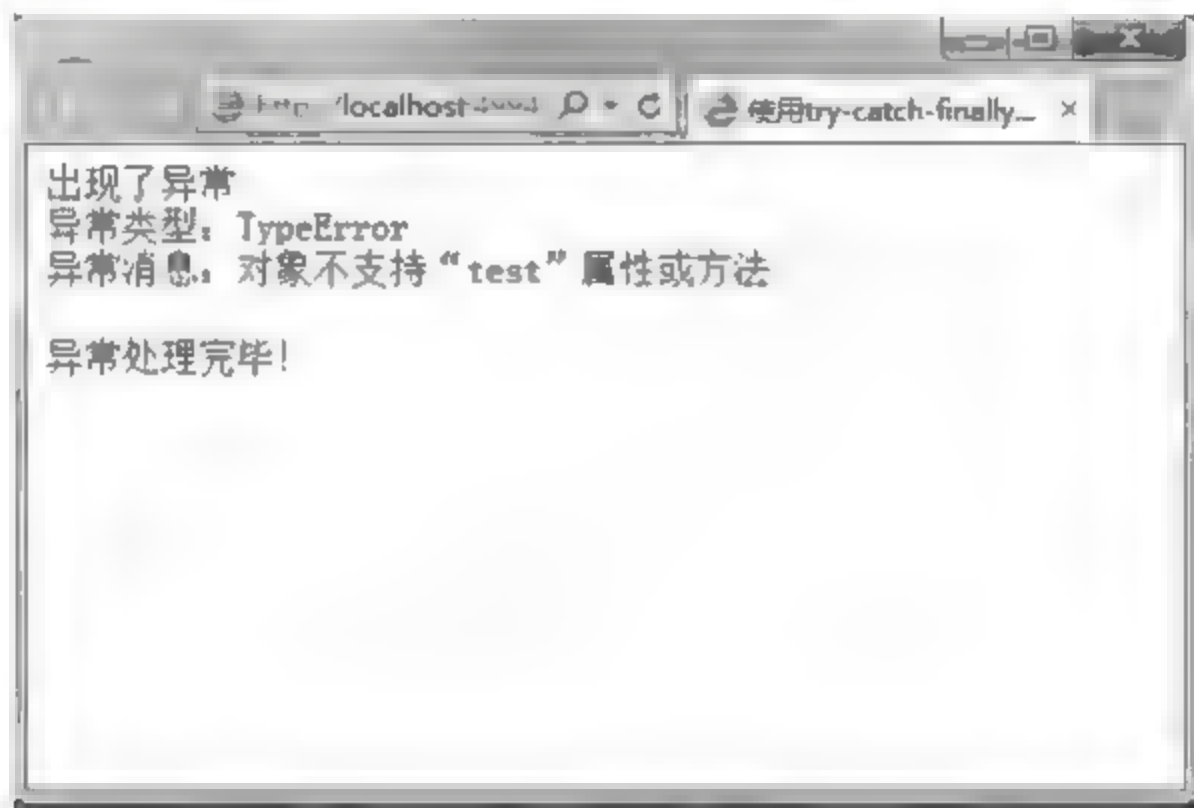 localhost
使用try-catch-finally...
出现了异常
异常类型：TypeError
异常消息：对象不支持“test”属性或方法
异常处理完毕！